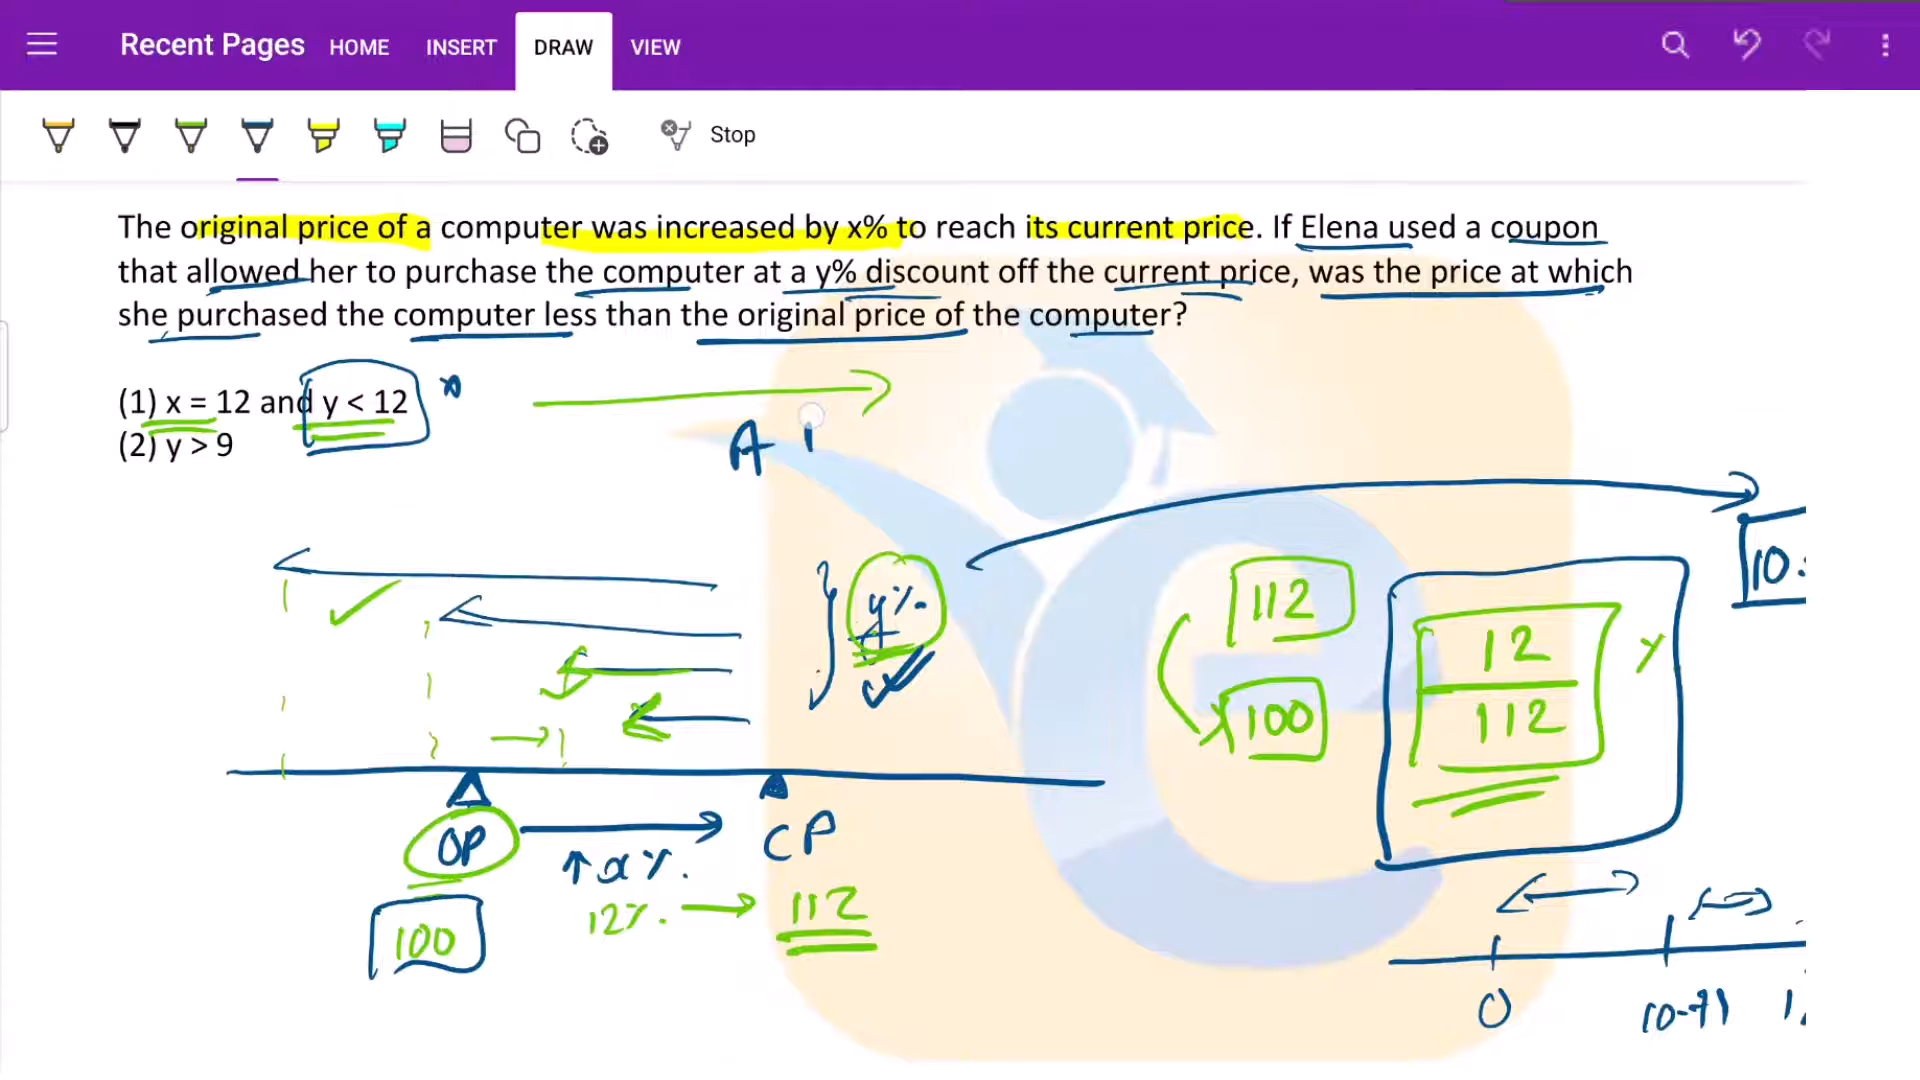 Recent Pages HOME INSERT DRAW VIEW
Stop
The original price of a computer was increased by x% to reach its current price. If Elena used a coupon
that allowed her to purchase the computer at a y% discount off the current price, was the price at which
she purchased the computer less than the original price of the computer?
(1) x = 12 and y < 12
(2) y > 9
A
y%
112
100
12
112
10.
OP
CP
↑ x %.
12%. → 112
100
0 10.71